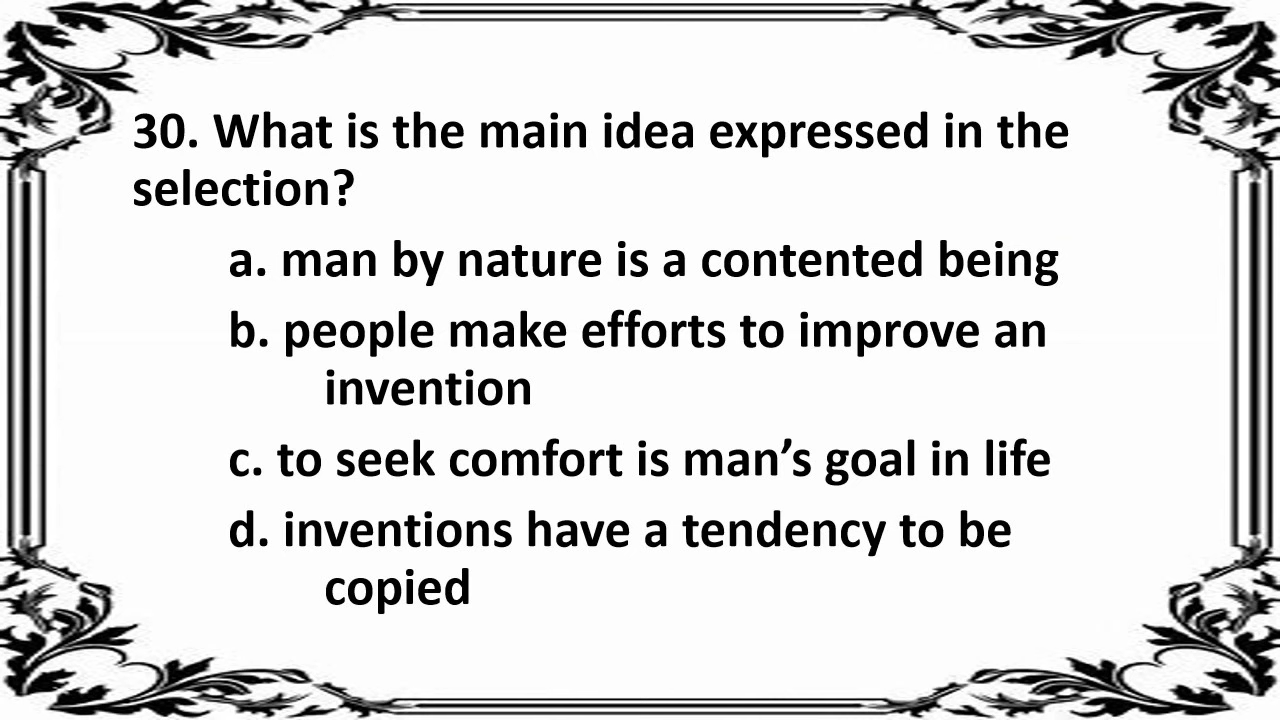 30. What is the main idea expressed in the
selection?
a. man by nature is a contented being
b. people make efforts to improve an
invention
c. to seek comfort is man’s goal in life
d. inventions have a tendency to be
copied